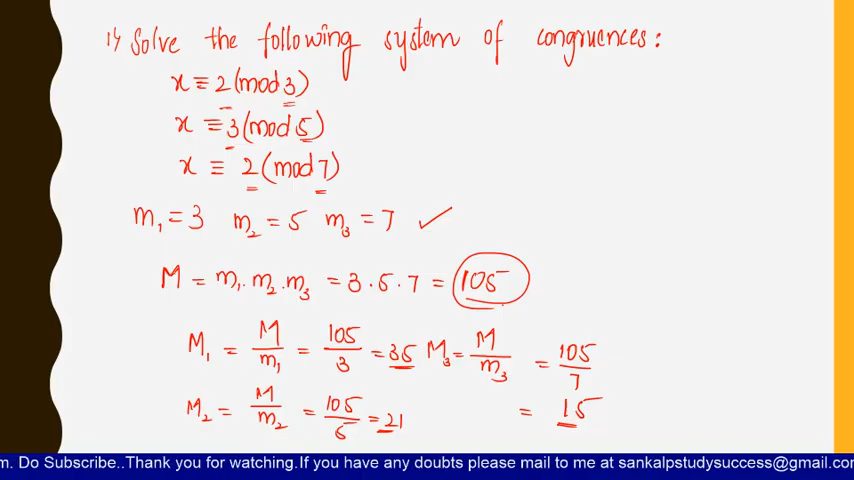 1) Solve the following system of congruences:
x ≡ 2 (mod 3)
x ≡ 3 (mod 5)
x ≡ 2 (mod 7)
m₁ = 3 m₂ = 5 m₃ = 7 ✓
M = m₁. m₂. m₃ = 3 . 5 . 7 = 105
M₁ = M/m₁ = 105/3 = 35 M₃ = M/m₃ = 105/7
M₂ = M/m₂ = 105/5 = 21 = 15
m. Do Subscribe..Thank you for watching.If you have any doubts please mail to me at sankalpstudysuccess@gmail.com